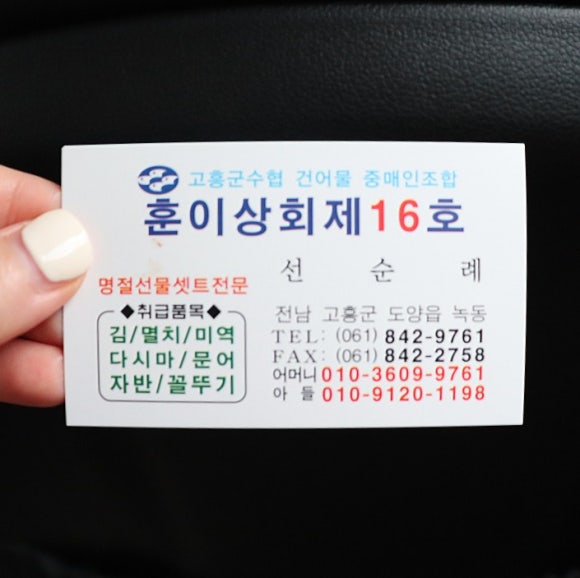 고흥군수협 건어물 중매인조합
훈이상회제16호
선 순 례
명절선물셋트전문
◆취급품목◆
김/멸치/미역
다시마/문어
자반/꼴뚜기
전남 고흥군 도양읍 녹동
TEL: (061) 842-9761
FAX: (061) 842-2758
어머니 010-3609-9761
아 들 010-9120-1198